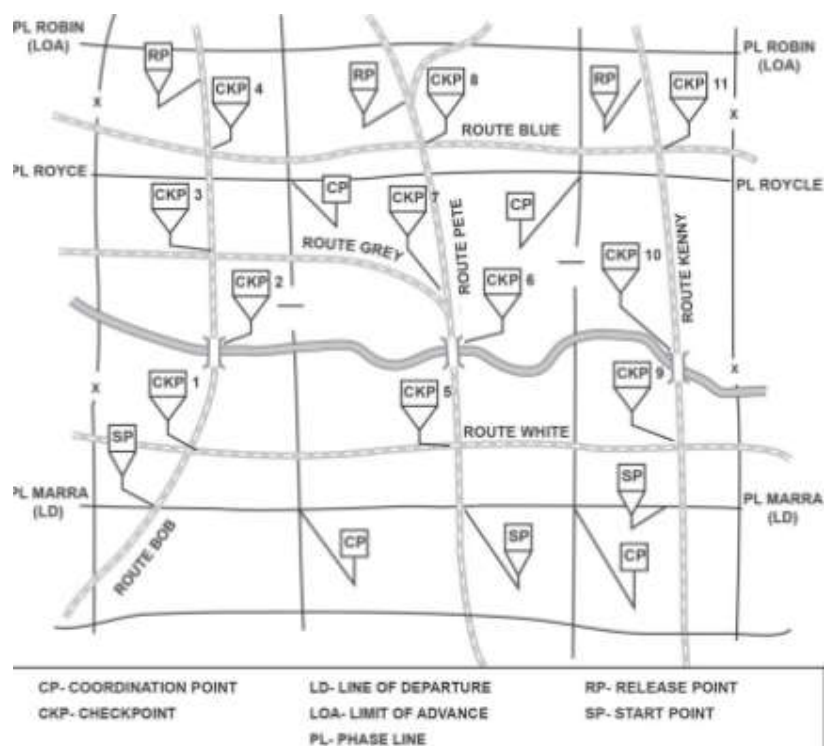 PL ROBIN
(LOA)
PL ROBIN
(LOA)
RP
CKP 4
RP
CKP 8
RP
CKP 11
ROUTE BLUE
X
X
PL ROYCE
PL ROYCLE
CKP 3
CP
CKP 7
CP
ROUTE GREY
ROUTE PETE
CKP 2
CKP 6
CKP 10
ROUTE KENNY
X
X
CKP 1
CKP 5
CKP 9
SP
ROUTE WHITE
SP
PL MARRA
(LD)
PL MARRA
(LD)
ROUTE BOB
CP
SP
CP
CP- COORDINATION POINT
LD- LINE OF DEPARTURE
RP- RELEASE POINT
CKP- CHECKPOINT
LOA- LIMIT OF ADVANCE
SP- START POINT
PL- PHASE LINE